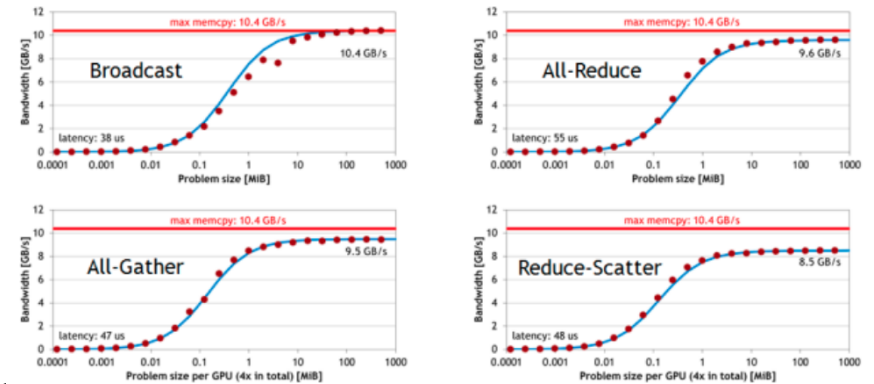 max memcpy: 10.4 GB/s
Broadcast
10.4 GB/s
latency: 38 us
Bandwidth [GB/s]
12
10
8
6
4
2
0
0.0001 0.001 0.01 0.1 1 10 100 1000
Problem size [MiB]
max memcpy: 10.4 GB/s
All-Reduce
9.6 GB/s
latency: 55 us
Bandwidth [GB/s]
12
10
8
6
4
2
0
0.0001 0.001 0.01 0.1 1 10 100 1000
Problem size [MiB]
max memcpy: 10.4 GB/s
All-Gather
9.5 GB/s
latency: 47 us
Bandwidth [GB/s]
12
10
8
6
4
2
0
0.0001 0.001 0.01 0.1 1 10 100 1000
Problem size per GPU (4x in total) [MiB]
max memcpy: 10.4 GB/s
Reduce-Scatter
8.5 GB/s
latency: 48 us
Bandwidth [GB/s]
12
10
8
6
4
2
0
0.0001 0.001 0.01 0.1 1 10 100 1000
Problem size per GPU (4x in total) [MiB]